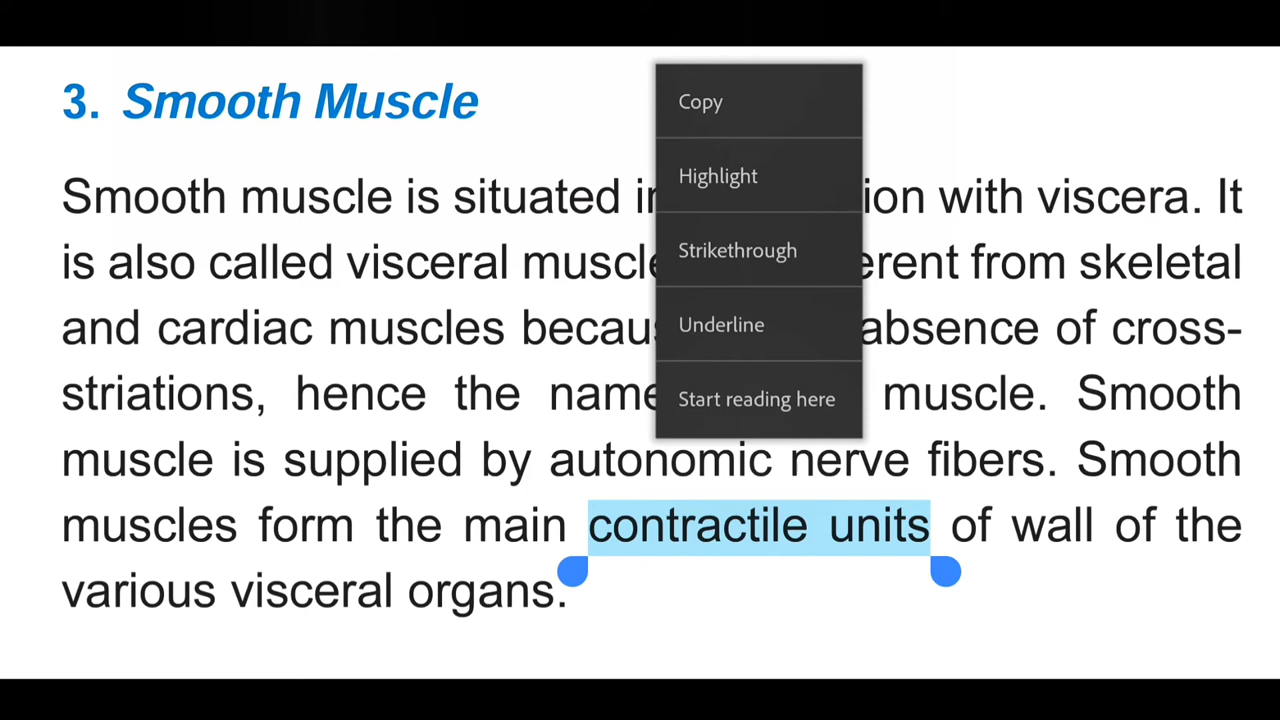 3. Smooth Muscle
Smooth muscle is situated in ion with viscera. It
is also called visceral muscle erent from skeletal
and cardiac muscles becaus absence of cross-
striations, hence the name muscle. Smooth
muscle is supplied by autonomic nerve fibers. Smooth
muscles form the main contractile units of wall of the
various visceral organs.
Copy
Highlight
Strikethrough
Underline
Start reading here